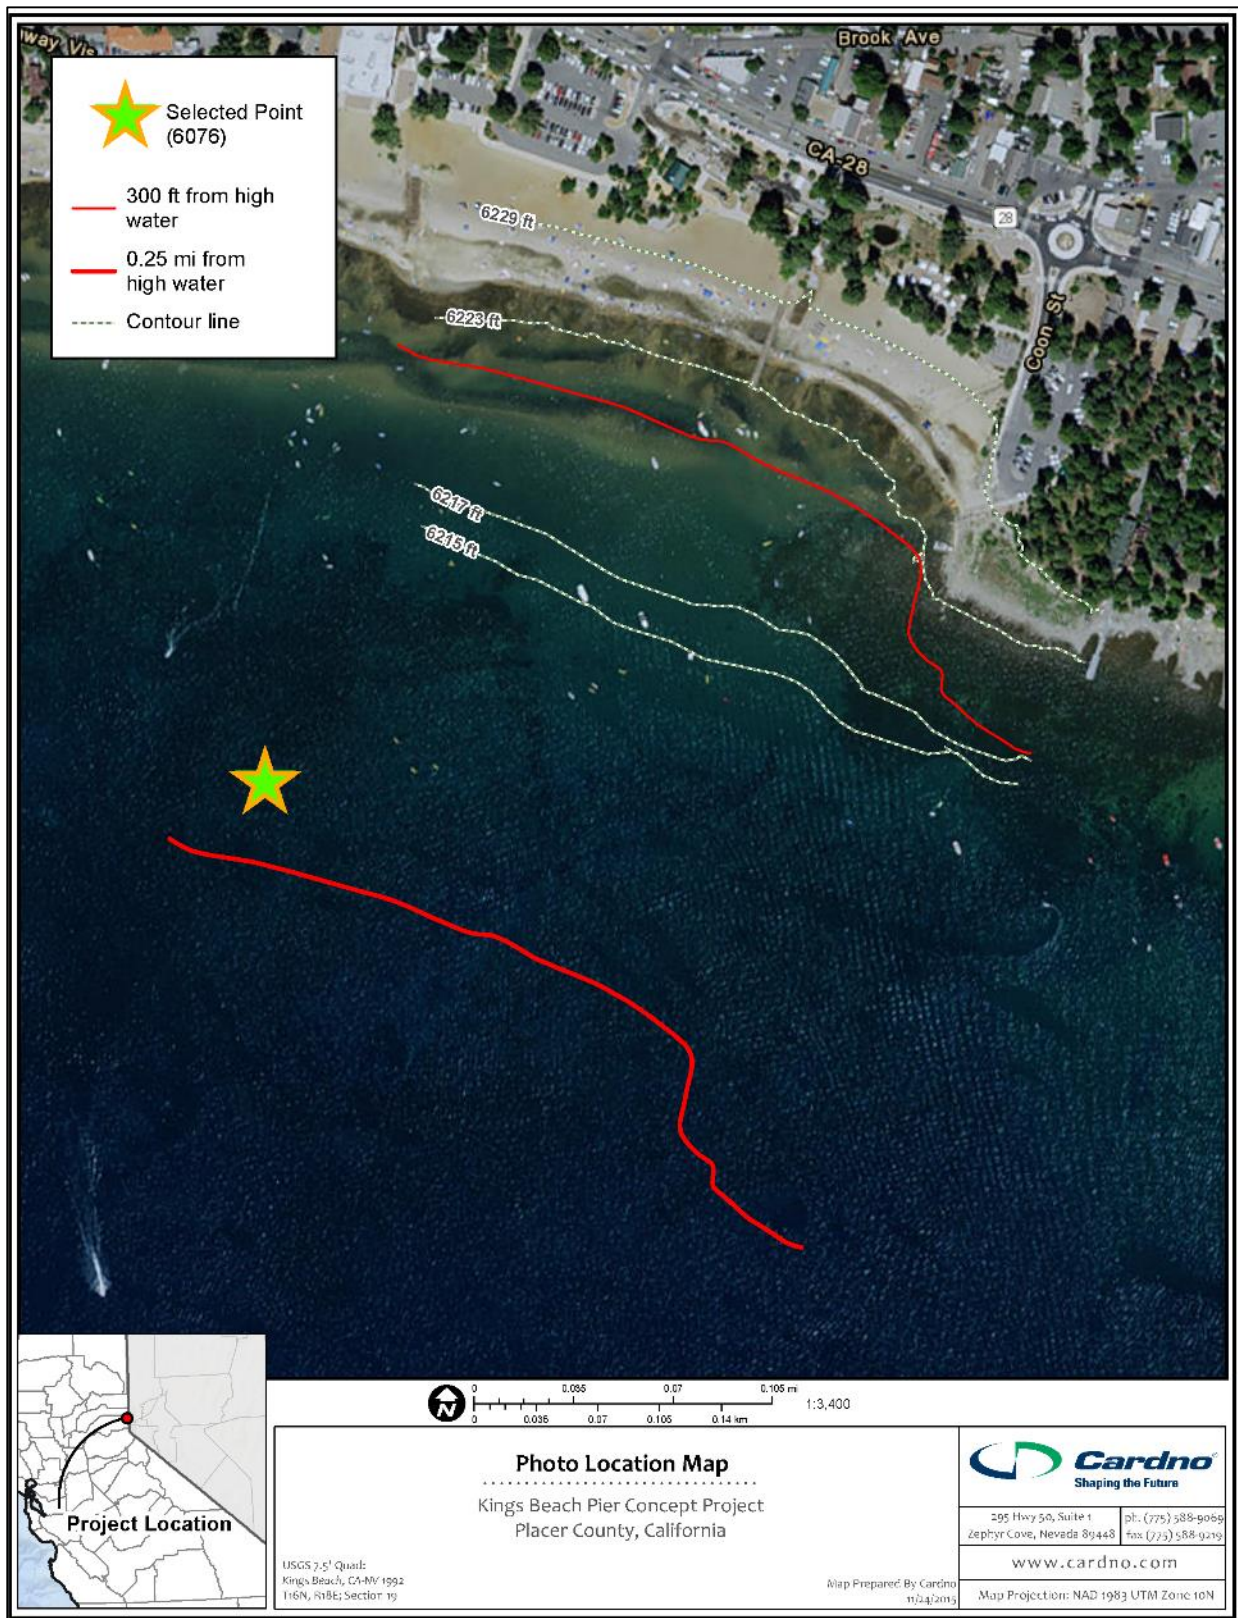 way Vis
Brook Ave
Selected Point
(6076)
300 ft from high
water
0.25 mi from
high water
Contour line
CA-28
28
Coon St
6229 ft
6223 ft
6217 ft
6215 ft
N
0 0.035 0.07 0.105 mi
0 0.035 0.07 0.105 0.14 km
1:3,400
Project Location
Photo Location Map
Kings Beach Pier Concept Project
Placer County, California
USGS 7.5' Quad:
Kings Beach, CA-NV 1992
T16N, R18E; Section 19
Map Prepared By Cardno
11/24/2015
Cardno
Shaping the Future
295 Hwy 50, Suite 1
Zephyr Cove, Nevada 89448
ph. (775) 588-9069
fax (775) 588-9219
www.cardno.com
Map Projection: NAD 1983 UTM Zone 10N